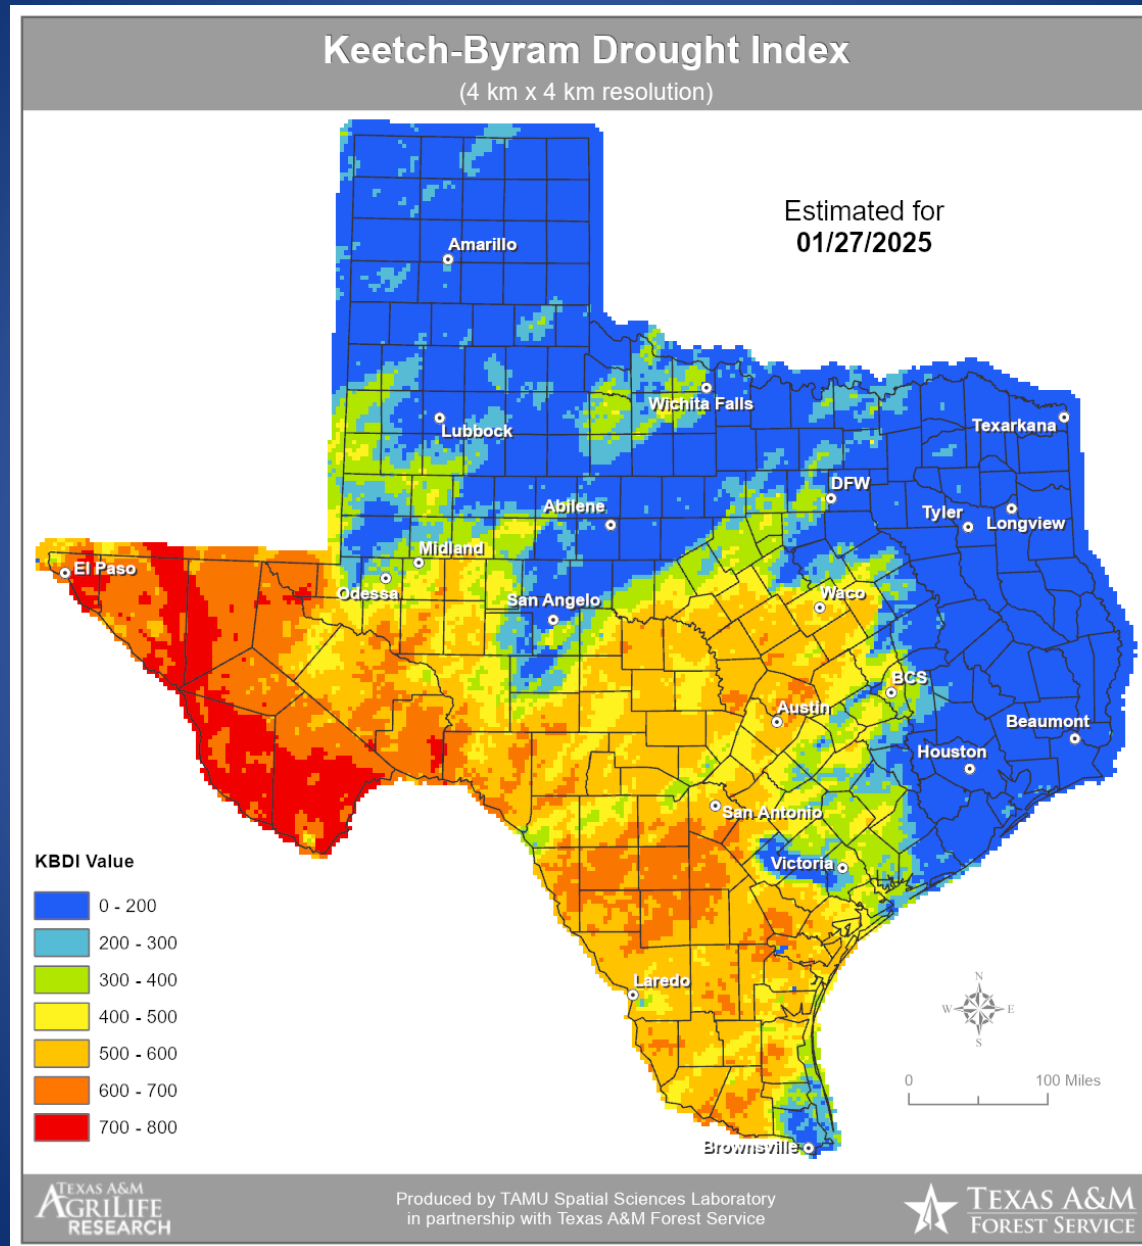 Keetch-Byram Drought Index
(4 km x 4 km resolution)
Estimated for
01/27/2025
Amarillo
Wichita Falls
Lubbock
Texarkana
DFW
Abilene
Tyler
Longview
Midland
El Paso
Odessa
San Angelo
Waco
BCS
Austin
Beaumont
Houston
San Antonio
Victoria
Laredo
Brownsville
KBDI Value
0 - 200
200 - 300
300 - 400
400 - 500
500 - 600
600 - 700
700 - 800
N
W E
S
0 100 Miles
TEXAS A&M
AGRILIFE
RESEARCH
Produced by TAMU Spatial Sciences Laboratory
in partnership with Texas A&M Forest Service
TEXAS A&M
FOREST SERVICE